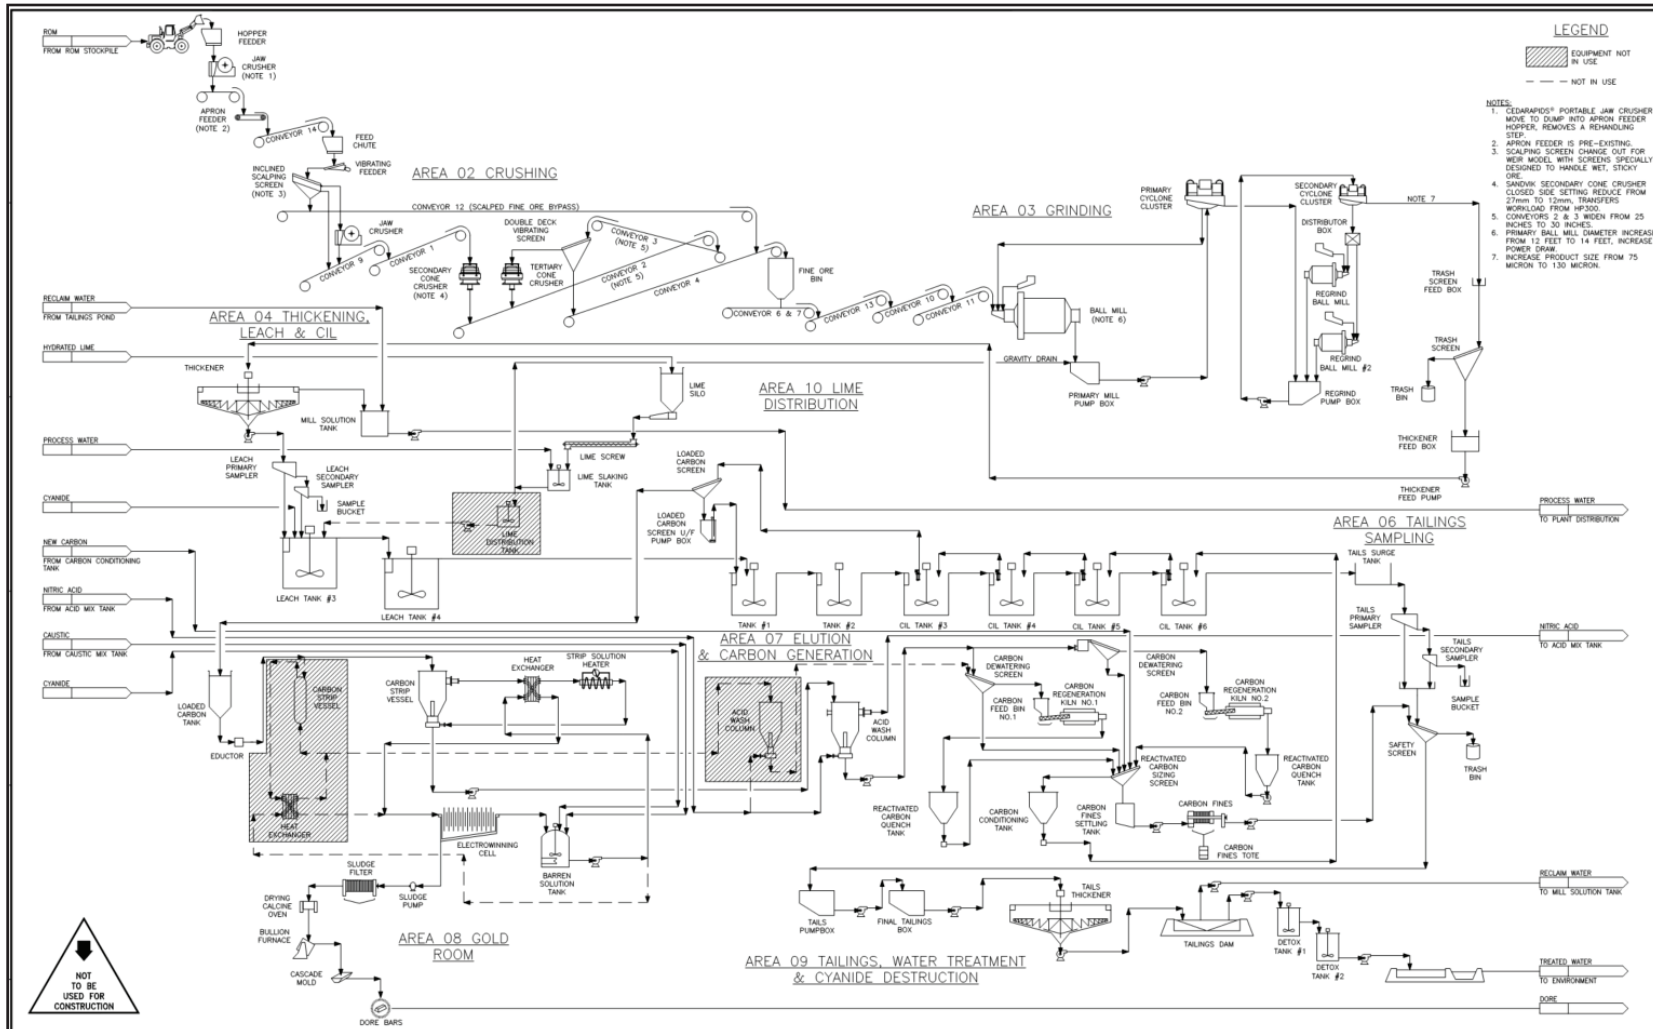 ROM
FROM ROM STOCKPILE
HOPPER
FEEDER
JAW
CRUSHER
(NOTE 1)
APRON
FEEDER
(NOTE 2)
CONVEYOR 14
FEED
CHUTE
VIBRATING
FEEDER
INCLINED
SCALPING
SCREEN
(NOTE 3)
AREA 02 CRUSHING
CONVEYOR 12 (SCALPED FINE ORE BYPASS)
JAW
CRUSHER
CONVEYOR 9
CONVEYOR 1
SECONDARY
CONE
CRUSHER
(NOTE 4)
DOUBLE DECK
VIBRATING
SCREEN
TERTIARY
CONE
CRUSHER
CONVEYOR 3
(NOTE 5)
CONVEYOR 2
(NOTE 5)
CONVEYOR 4
FINE ORE
BIN
CONVEYOR 6 & 7
CONVEYOR 13
CONVEYOR 10
CONVEYOR 11
AREA 03 GRINDING
BALL MILL
(NOTE 6)
PRIMARY
CYCLONE
CLUSTER
SECONDARY
CYCLONE
CLUSTER
NOTE 7
DISTRIBUTOR
BOX
REGRIND
BALL MILL
REGRIND
BALL MILL #2
REGRIND
PUMP BOX
PRIMARY MILL
PUMP BOX
GRAVITY DRAIN
TRASH
SCREEN
FEED BOX
TRASH
SCREEN
TRASH
BIN
THICKENER
FEED BOX
THICKENER
FEED PUMP
LEGEND
EQUIPMENT NOT
IN USE
NOT IN USE
NOTES:
1. CEDARAPIDS® PORTABLE JAW CRUSHER
MOVE TO DUMP INTO APRON FEEDER
HOPPER, REMOVES A REHANDLING
STEP.
2. APRON FEEDER IS PRE-EXISTING.
3. SCALPING SCREEN CHANGE OUT FOR
WEIR MODEL WITH SCREENS SPECIALLY
DESIGNED TO HANDLE WET, STICKY
ORE.
4. SANDVIK SECONDARY CONE CRUSHER
CLOSED SIDE SETTING REDUCE FROM
27mm TO 12mm, TRANSFERS
WORKLOAD FROM HP300.
5. CONVEYORS 2 & 3 WIDEN FROM 25
INCHES TO 30 INCHES.
6. PRIMARY BALL MILL DIAMETER INCREASE
FROM 12 FEET TO 14 FEET, INCREASE
POWER DRAW.
7. INCREASE PRODUCT SIZE FROM 75
MICRON TO 130 MICRON.
RECLAIM WATER
FROM TAILINGS POND
AREA 04 THICKENING,
LEACH & CIL
HYDRATED LIME
THICKENER
MILL SOLUTION
TANK
LIME
SILO
AREA 10 LIME
DISTRIBUTION
LIME SCREW
LIME SLAKING
TANK
LIME
DISTRIBUTION
TANK
PROCESS WATER
LEACH
PRIMARY
SAMPLER
LEACH
SECONDARY
SAMPLER
SAMPLE
BUCKET
CYANIDE
NEW CARBON
FROM CARBON CONDITIONING
TANK
NITRIC ACID
FROM ACID MIX TANK
CAUSTIC
FROM CAUSTIC MIX TANK
CYANIDE
LEACH TANK #3
LEACH TANK #4
LOADED
CARBON
SCREEN
LOADED
CARBON
SCREEN U/F
PUMP BOX
TANK #1
TANK #2
CIL TANK #3
CIL TANK #4
CIL TANK #5
CIL TANK #6
PROCESS WATER
TO PLANT DISTRIBUTION
AREA 06 TAILINGS
SAMPLING
TAILS SURGE
TANK
TAILS
PRIMARY
SAMPLER
TAILS
SECONDARY
SAMPLER
SAMPLE
BUCKET
SAFETY
SCREEN
TRASH
BIN
NITRIC ACID
TO ACID MIX TANK
AREA 07 ELUTION
& CARBON GENERATION
LOADED
CARBON
TANK
EDUCTOR
CARBON
STRIP
VESSEL
HEAT
EXCHANGER
CARBON
STRIP
VESSEL
HEAT
EXCHANGER
STRIP SOLUTION
HEATER
ACID
WASH
COLUMN
ACID
WASH
COLUMN
CARBON
DEWATERING
SCREEN
CARBON
FEED BIN
NO.1
CARBON
REGENERATION
KILN NO.1
CARBON
DEWATERING
SCREEN
CARBON
FEED BIN
NO.2
CARBON
REGENERATION
KILN NO.2
REACTIVATED
CARBON
SIZING
SCREEN
REACTIVATED
CARBON
QUENCH
TANK
REACTIVATED
CARBON
QUENCH
TANK
CARBON
CONDITIONING
TANK
CARBON
FINES
SETTLING
TANK
CARBON FINES
CARBON
FINES TOTE
ELECTROWINNING
CELL
BARREN
SOLUTION
TANK
SLUDGE
FILTER
SLUDGE
PUMP
DRYING
CALCINE
OVEN
BULLION
FURNACE
CASCADE
MOLD
DORE BARS
AREA 08 GOLD
ROOM
TAILS
PUMPBOX
FINAL TAILINGS
BOX
TAILS
THICKENER
TAILINGS DAM
DETOX
TANK #1
DETOX
TANK #2
AREA 09 TAILINGS, WATER TREATMENT
& CYANIDE DESTRUCTION
RECLAIM WATER
TO MILL SOLUTION TANK
TREATED WATER
TO ENVIRONMENT
DORE
NOT
TO BE
USED FOR
CONSTRUCTION